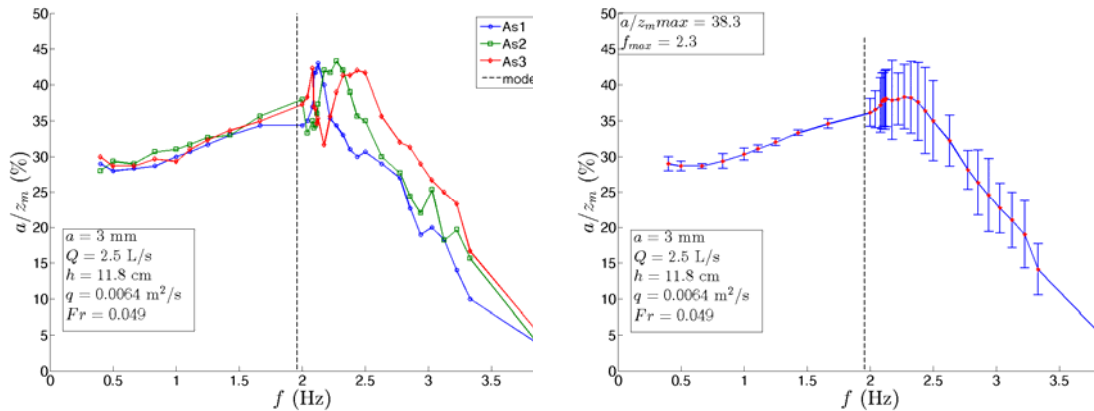 50
45
40
35
30
25
20
15
10
5
0
a/z_m (%)
0.5
1
1.5
2
2.5
3
3.5
f (Hz)
As1
As2
As3
mode
a = 3 mm
Q = 2.5 L/s
h = 11.8 cm
q = 0.0064 m²/s
Fr = 0.049
50
45
40
35
30
25
20
15
10
5
0
a/z_m (%)
0
0.5
1
1.5
2
2.5
3
3.5
f (Hz)
a/z_m max = 38.3
f_max = 2.3
a = 3 mm
Q = 2.5 L/s
h = 11.8 cm
q = 0.0064 m²/s
Fr = 0.049